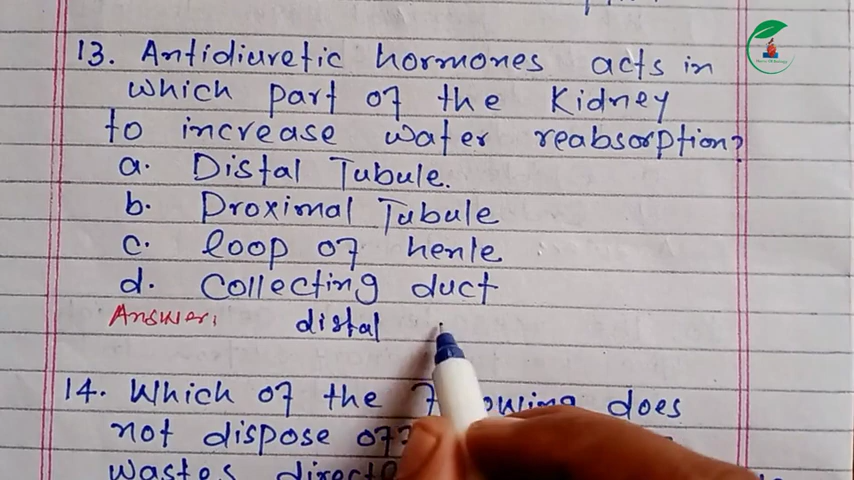 13. Antidiuretic hormones acts in
which part of the Kidney
to increase water reabsorption?
a. Distal Tubule.
b. Proximal Tubule
c. loop of henle
d. Collecting duct
Answer: distal
14. Which of the does
not dispose of
wastes